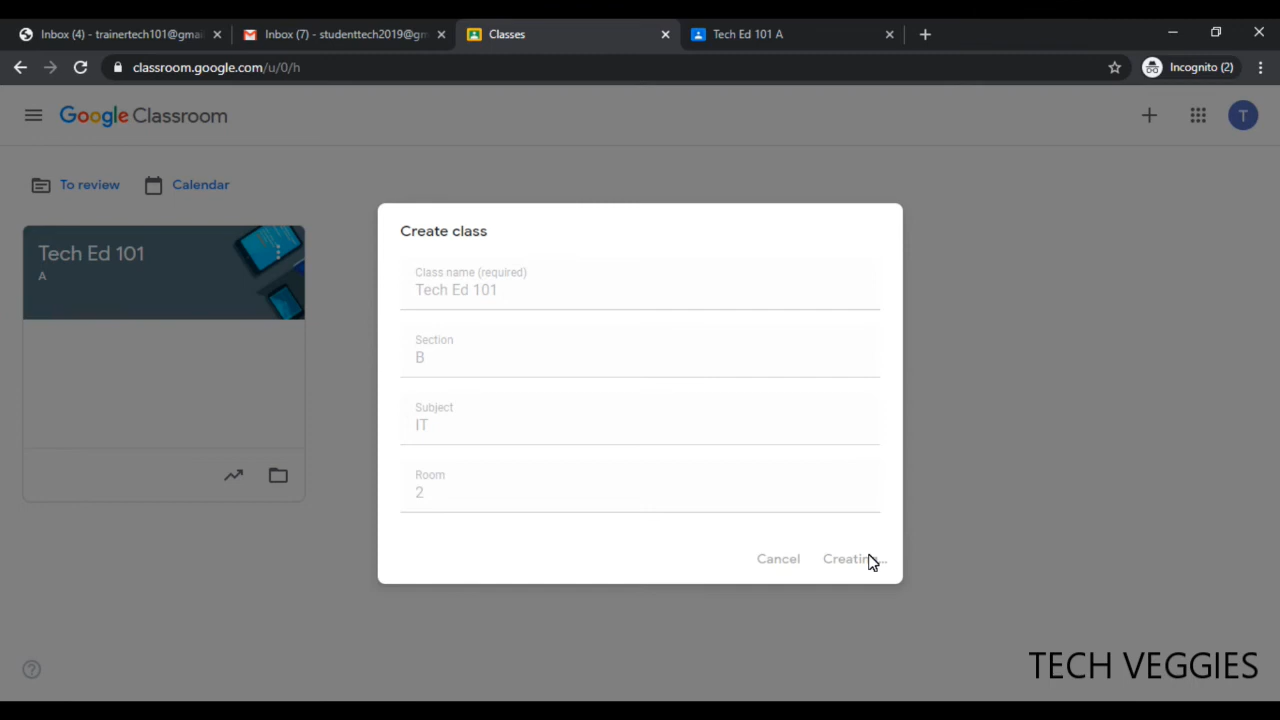 Inbox (4) - trainertech101@gmai
Inbox (7) - studenttech2019@gm
Classes
Tech Ed 101 A
classroom.google.com/u/0/h
Incognito (2)
Google Classroom
T
To review
Calendar
Tech Ed 101
A
Create class
Class name (required)
Tech Ed 101
Section
B
Subject
IT
Room
2
Cancel
Creating...
TECH VEGGIES